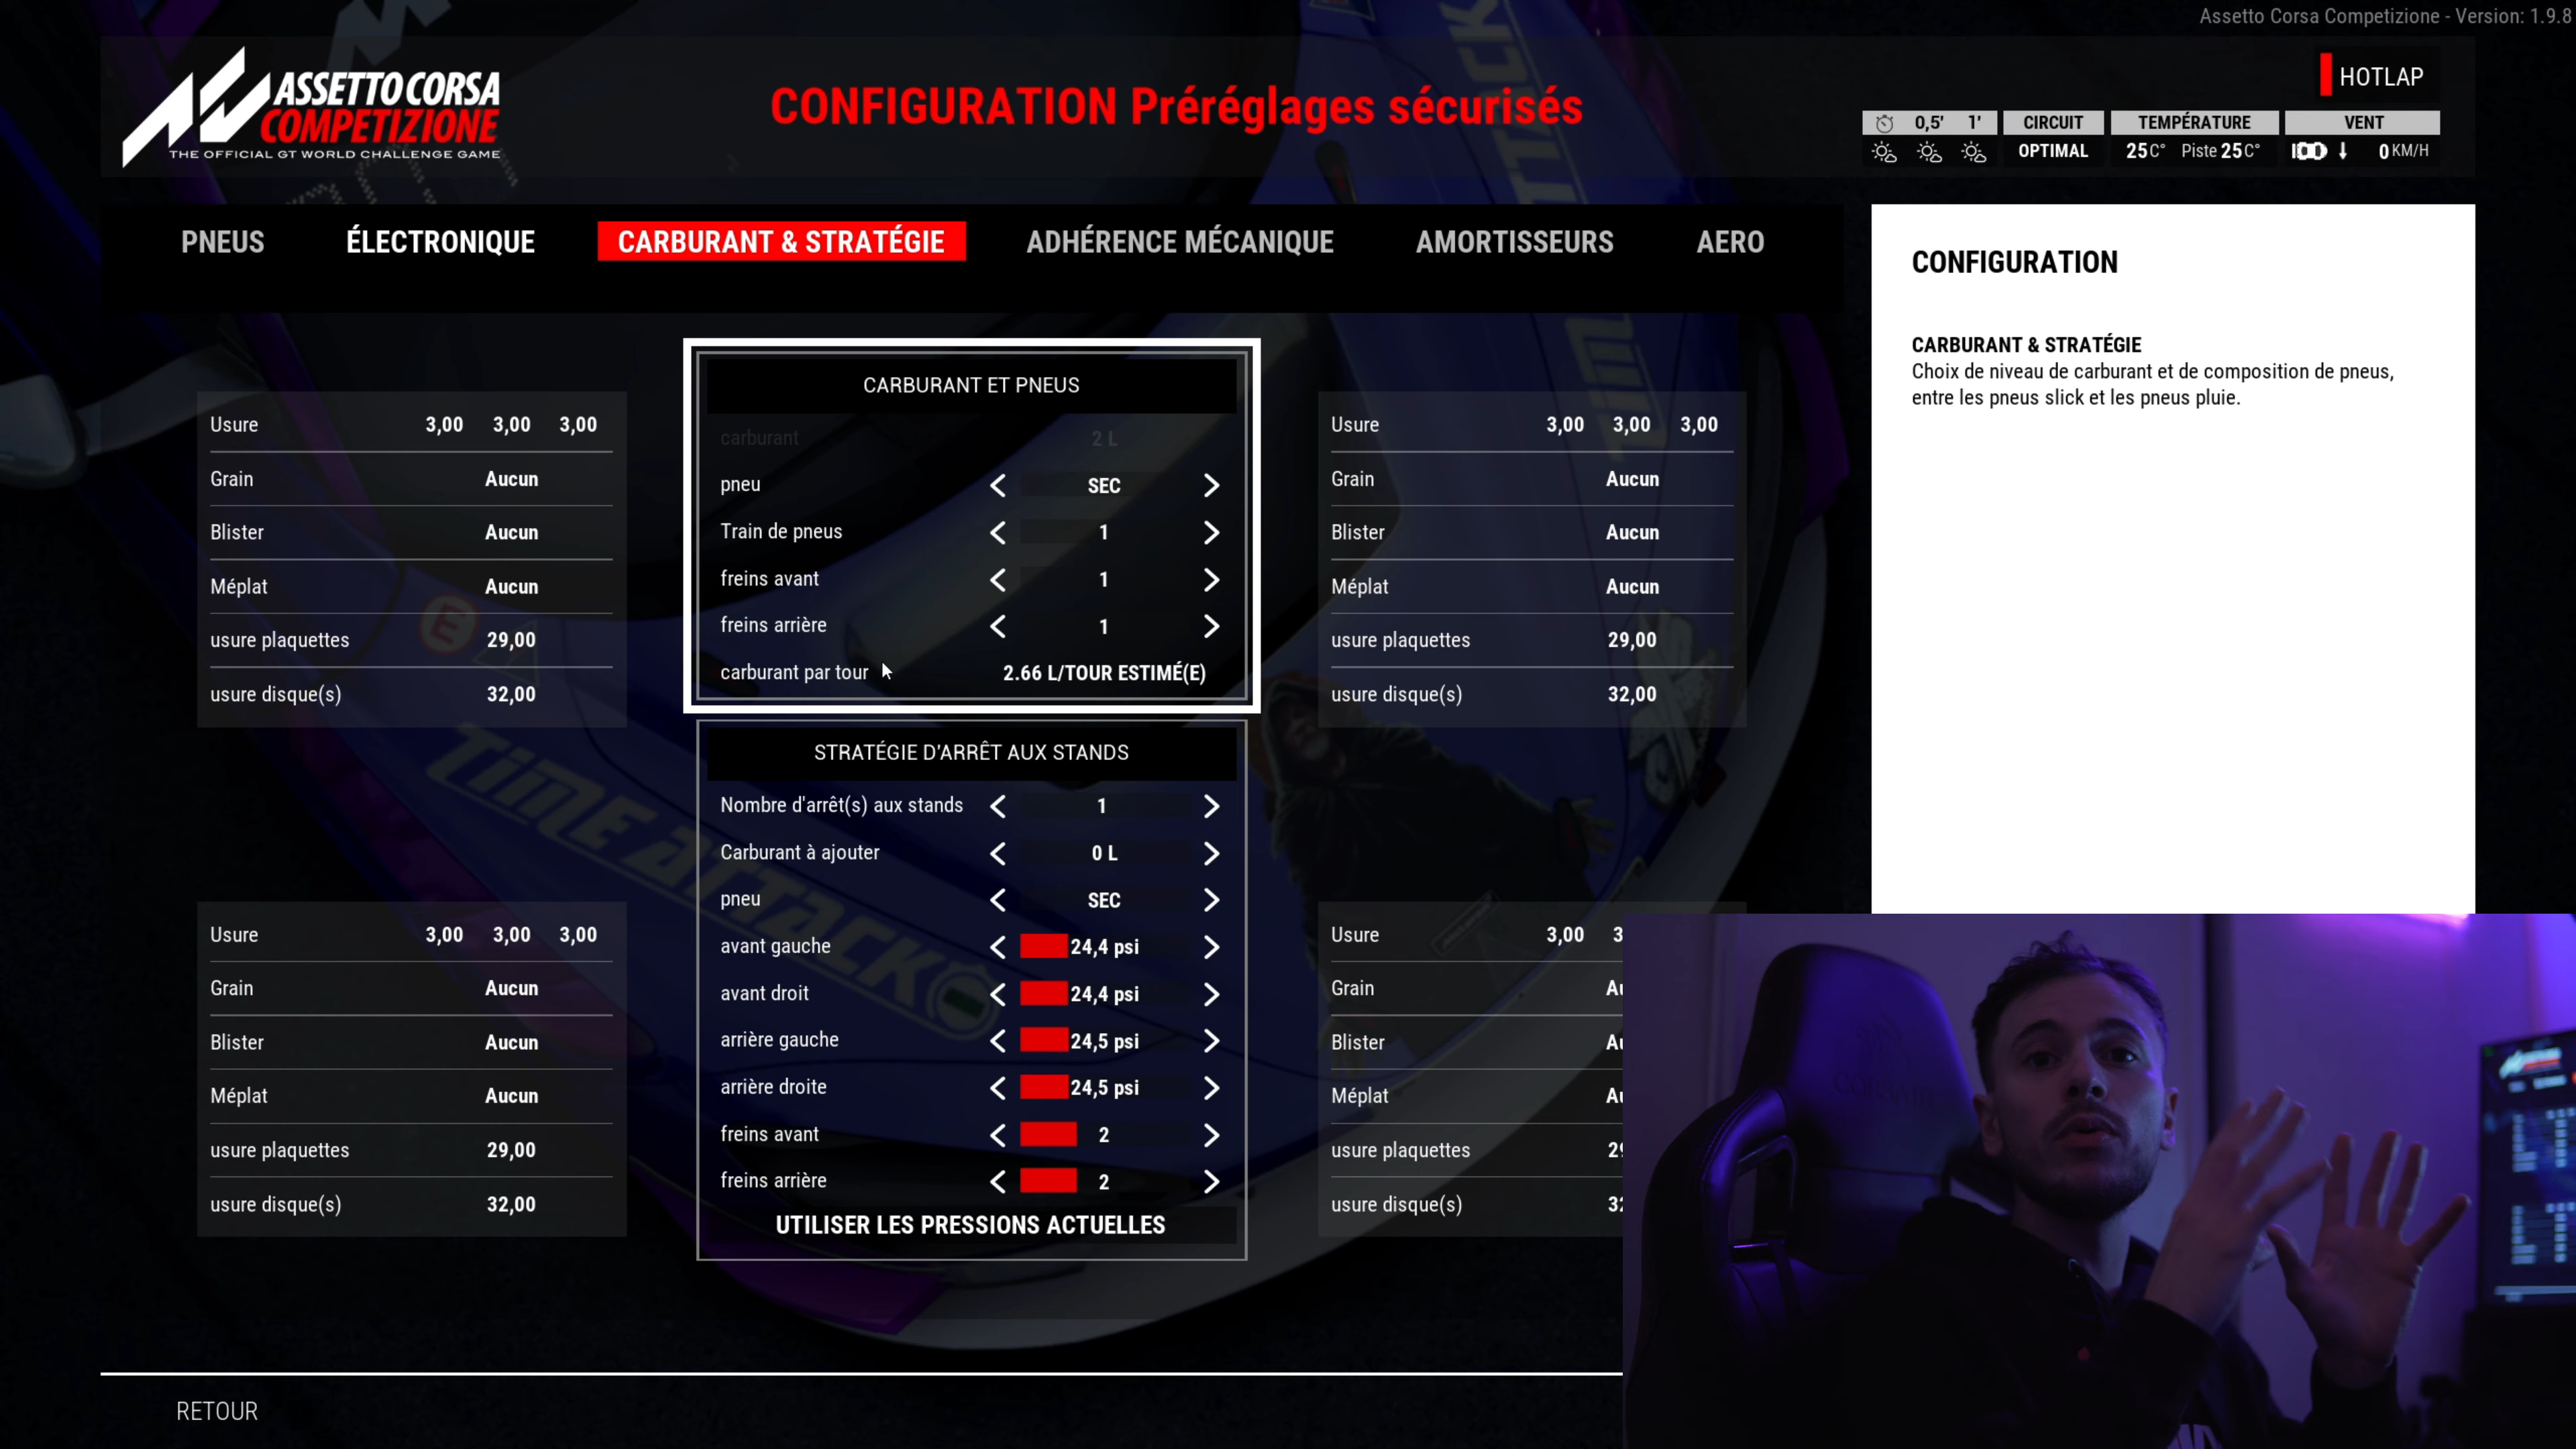 Assetto Corsa Competizione - Version: 1.9.8
ASSETTO CORSA
COMPETIZIONE
THE OFFICIAL GT WORLD CHALLENGE GAME
CONFIGURATION Préréglages sécurisés
HOTLAP
0,5' 1' CIRCUIT TEMPÉRATURE VENT
OPTIMAL 25C° Piste 25C° 0 KM/H
PNEUS ÉLECTRONIQUE CARBURANT & STRATÉGIE ADHÉRENCE MÉCANIQUE AMORTISSEURS AERO
Usure 3,00 3,00 3,00
Grain Aucun
Blister Aucun
Méplat Aucun
usure plaquettes 29,00
usure disque(s) 32,00
CARBURANT ET PNEUS
carburant 2 L
pneu SEC
Train de pneus 1
freins avant 1
freins arrière 1
carburant par tour 2.66 L/TOUR ESTIMÉ(E)
Usure 3,00 3,00 3,00
Grain Aucun
Blister Aucun
Méplat Aucun
usure plaquettes 29,00
usure disque(s) 32,00
CONFIGURATION
CARBURANT & STRATÉGIE
Choix de niveau de carburant et de composition de pneus,
entre les pneus slick et les pneus pluie.
Usure 3,00 3,00 3,00
Grain Aucun
Blister Aucun
Méplat Aucun
usure plaquettes 29,00
usure disque(s) 32,00
STRATÉGIE D'ARRÊT AUX STANDS
Nombre d'arrêt(s) aux stands 1
Carburant à ajouter 0 L
pneu SEC
avant gauche 24,4 psi
avant droit 24,4 psi
arrière gauche 24,5 psi
arrière droite 24,5 psi
freins avant 2
freins arrière 2
UTILISER LES PRESSIONS ACTUELLES
Usure 3,00 3
Grain
Blister
Méplat
usure plaquettes
usure disque(s)
TIME ATTACK
RETOUR